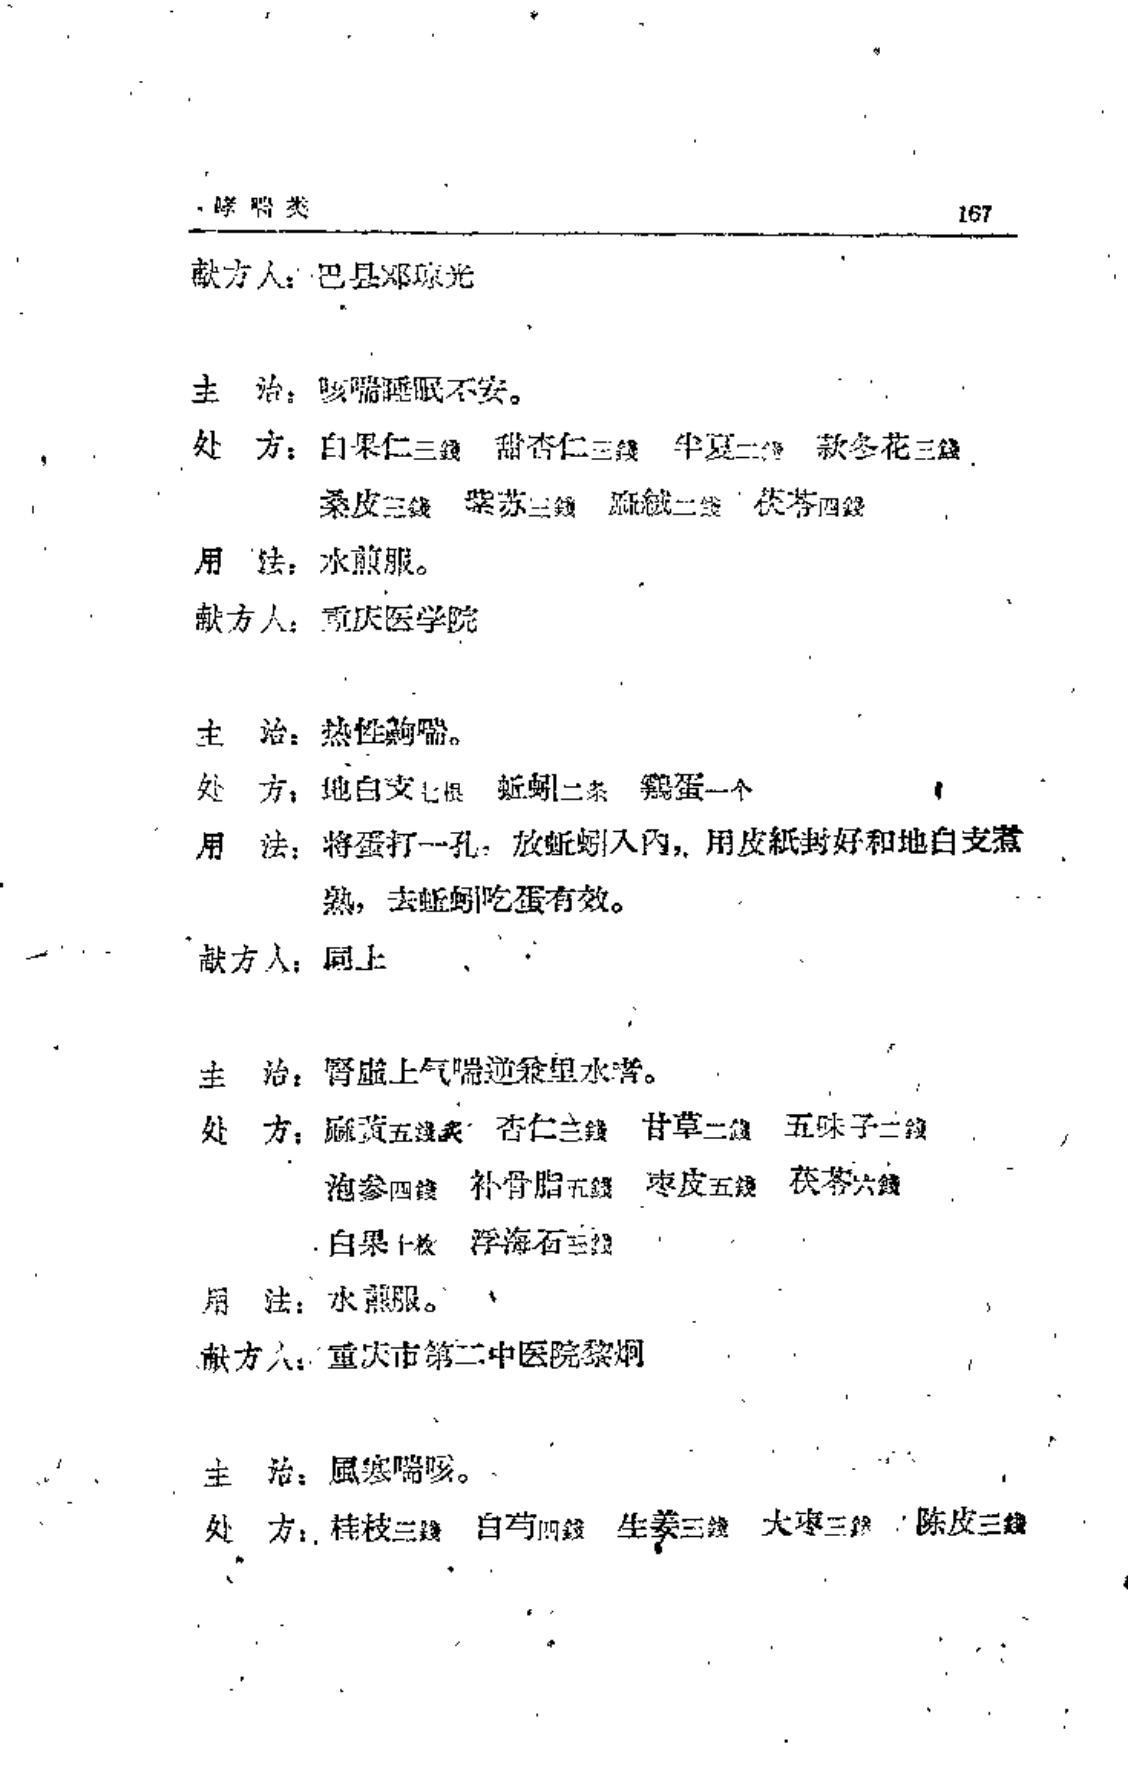 哮喘类 167
献方人：巴县邓琼光
主 治：咳喘睡眠不安。
处 方：白果仁三錢 甜杏仁三錢 半夏二錢 款冬花三錢
桑皮三錢 紫苏三錢 麻絨二錢 茯苓四錢
用 法：水煎服。
献方人：重庆医学院
主 治：热性齁喘。
处 方：地白支七根 蚯蚓二条 鷄蛋一个
用 法：将蛋打一孔，放蚯蚓入內，用皮紙封好和地白支煮
熟，去蚯蚓吃蛋有效。
献方人：同上
主 治：腎虛上气喘逆兼里水者。
处 方：麻黃五錢炙 杏仁三錢 甘草二錢 五味子二錢
泡参四錢 补骨脂五錢 枣皮五錢 茯苓六錢
白果十枚 浮海石三錢
用 法：水煎服。
献方人：重庆市第二中医院黎炯
主 治：風寒喘咳。
处 方：桂枝三錢 白芍四錢 生姜三錢 大枣三錢 陈皮三錢